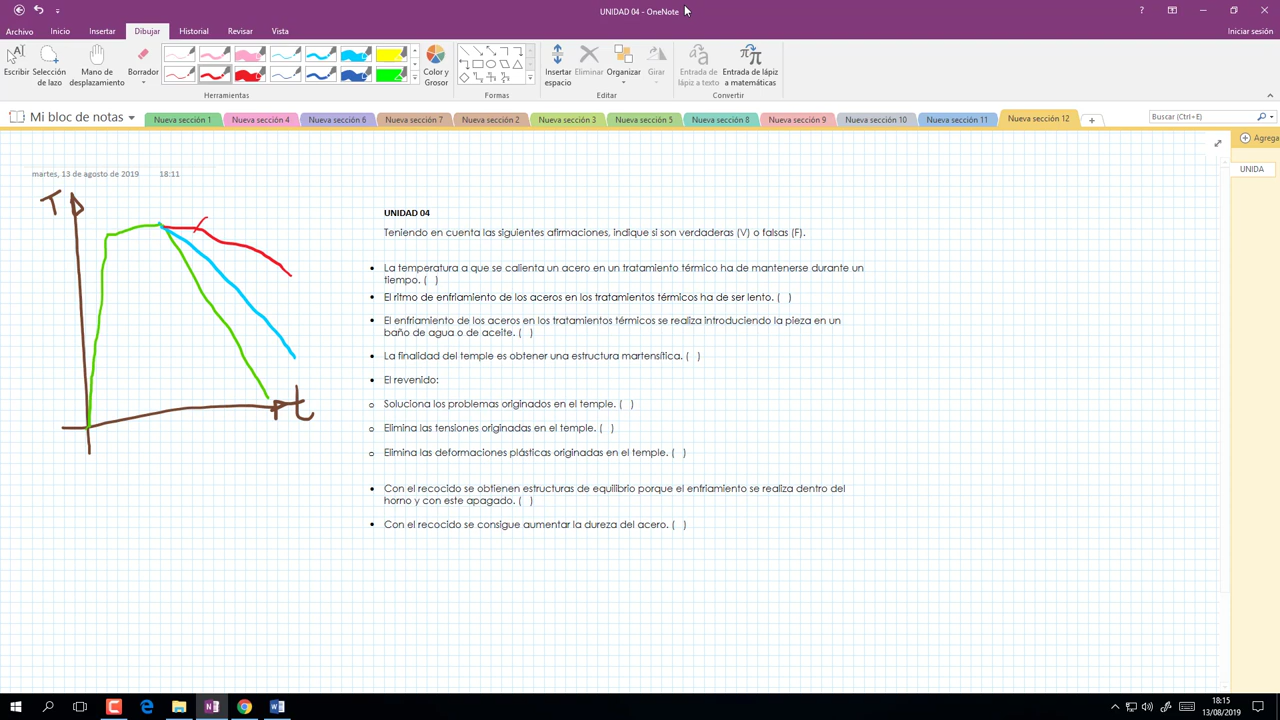 UNIDAD 04 - OneNote
?
Archivo Inicio Insertar Dibujar Historial Revisar Vista Iniciar sesión
Escribir Selección de lazo Mano de desplazamiento Borrador Color y Grosor Insertar espacio Eliminar Organizar Girar Entrada de lápiz a texto Entrada de lápiz a matemáticas
Herramientas Formas Editar Convertir
Mi bloc de notas Nueva sección 1 Nueva sección 4 Nueva sección 6 Nueva sección 7 Nueva sección 2 Nueva sección 3 Nueva sección 5 Nueva sección 8 Nueva sección 9 Nueva sección 10 Nueva sección 11 Nueva sección 12 + Buscar (Ctrl+E)
Agrega
UNIDA
martes, 13 de agosto de 2019 18:11
T
t
UNIDAD 04
Teniendo en cuenta las siguientes afirmaciones, indique si son verdaderas (V) o falsas (F).
• La temperatura a que se calienta un acero en un tratamiento térmico ha de mantenerse durante un
tiempo. ( )
• El ritmo de enfriamiento de los aceros en los tratamientos térmicos ha de ser lento. ( )
• El enfriamiento de los aceros en los tratamientos térmicos se realiza introduciendo la pieza en un
baño de agua o de aceite. ( )
• La finalidad del temple es obtener una estructura martensítica. ( )
• El revenido:
o Soluciona los problemas originados en el temple. ( )
o Elimina las tensiones originadas en el temple. ( )
o Elimina las deformaciones plásticas originadas en el temple. ( )
• Con el recocido se obtienen estructuras de equilibrio porque el enfriamiento se realiza dentro del
horno y con este apagado. ( )
• Con el recocido se consigue aumentar la dureza del acero. ( )
18:15
13/08/2019